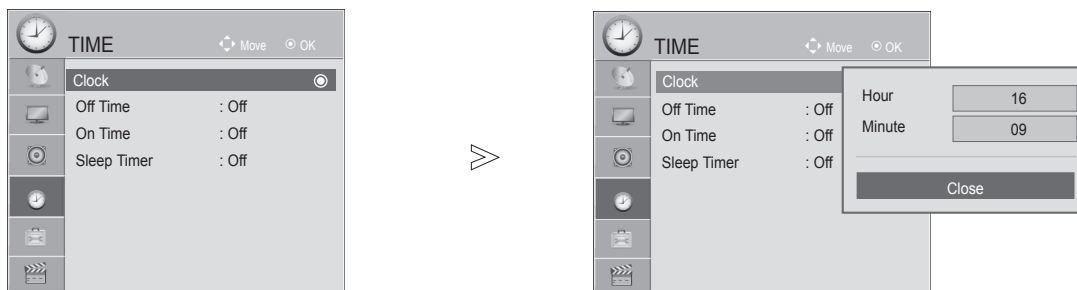 TIME Move OK
Clock
Off Time : Off
On Time : Off
Sleep Timer : Off
TIME Move OK
Clock
Off Time : Off
On Time : Off
Sleep Timer : Off
Hour 16
Minute 09
Close